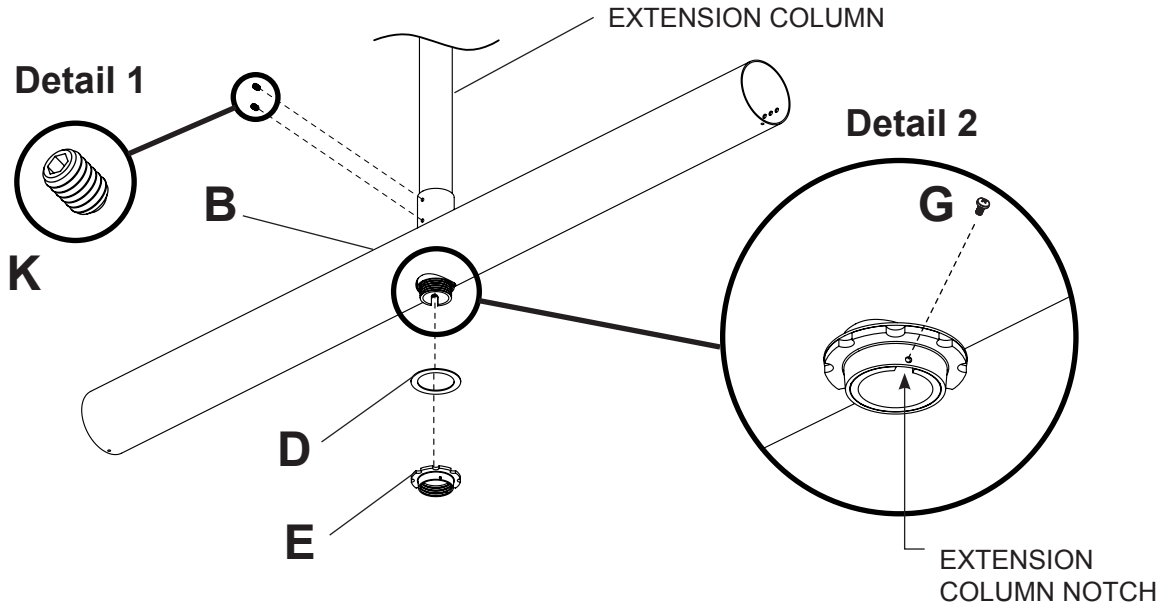 EXTENSION COLUMN
Detail 1
Detail 2
B
G
K
D
E
EXTENSION
COLUMN NOTCH